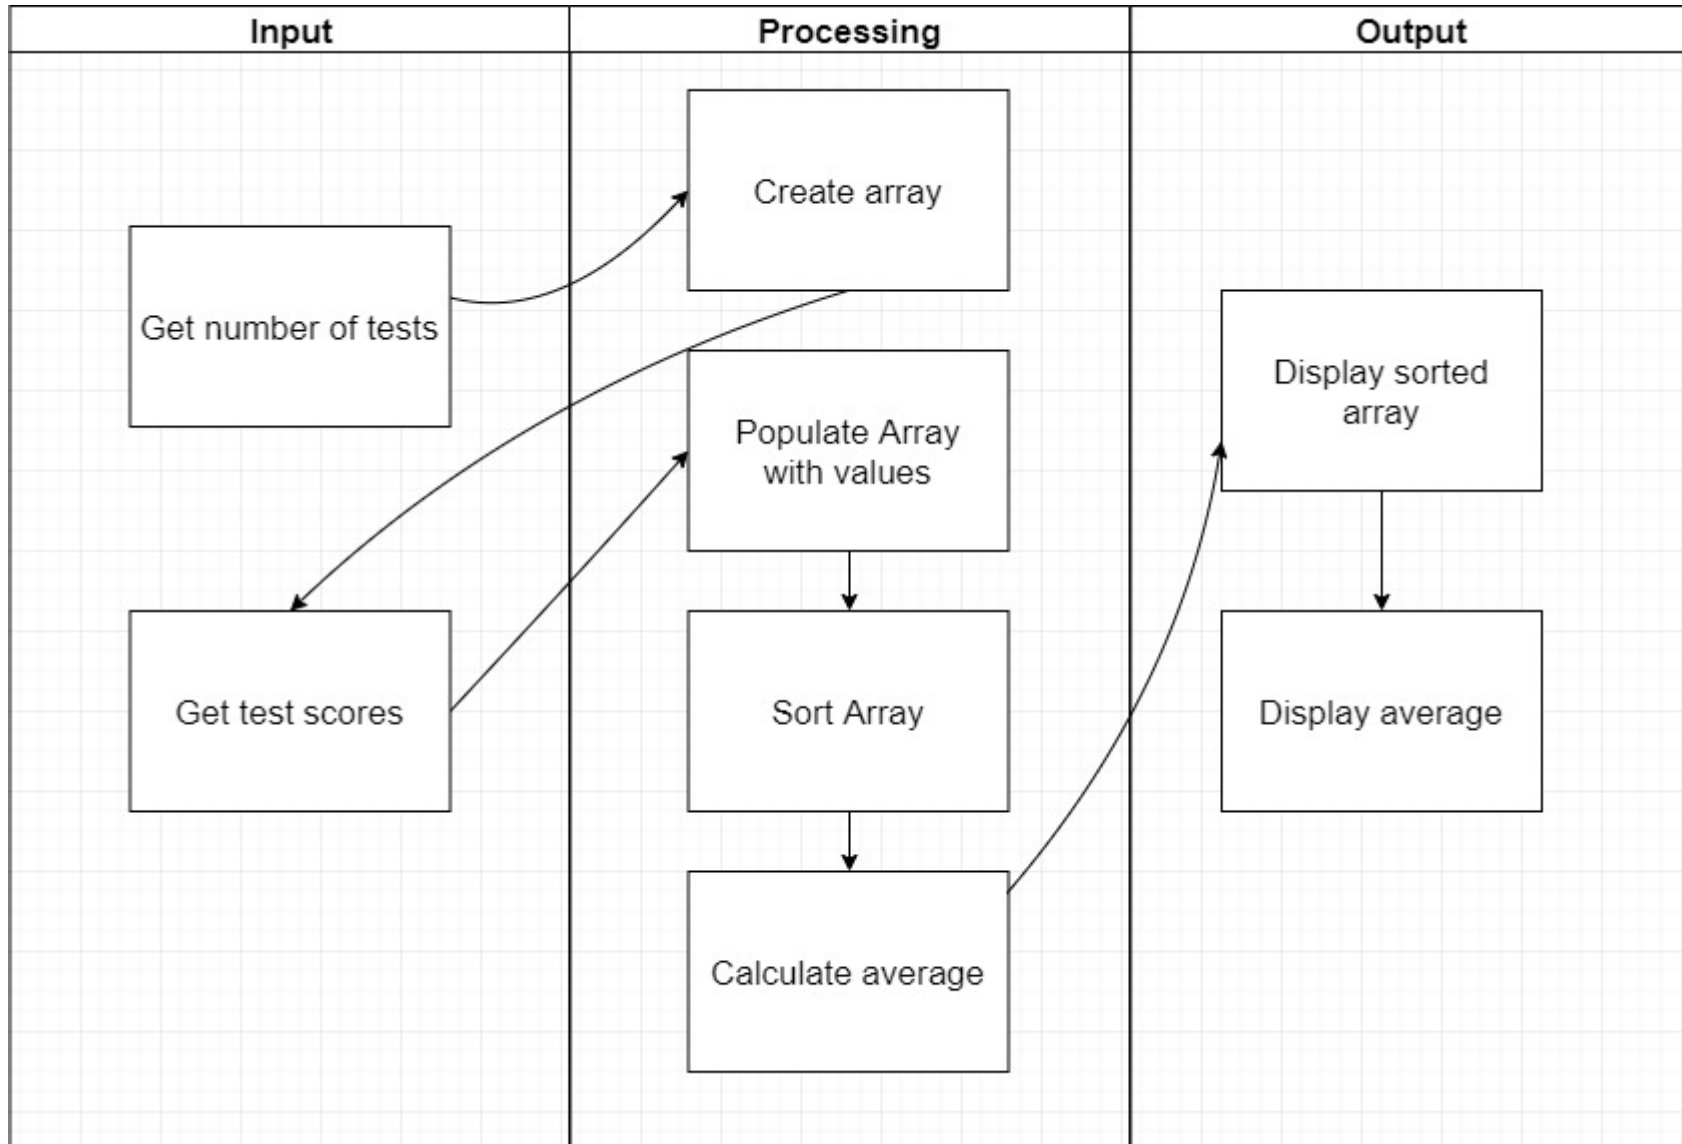 Input
Processing
Output
Get number of tests
Create array
Get test scores
Populate Array
with values
Sort Array
Calculate average
Display sorted
array
Display average